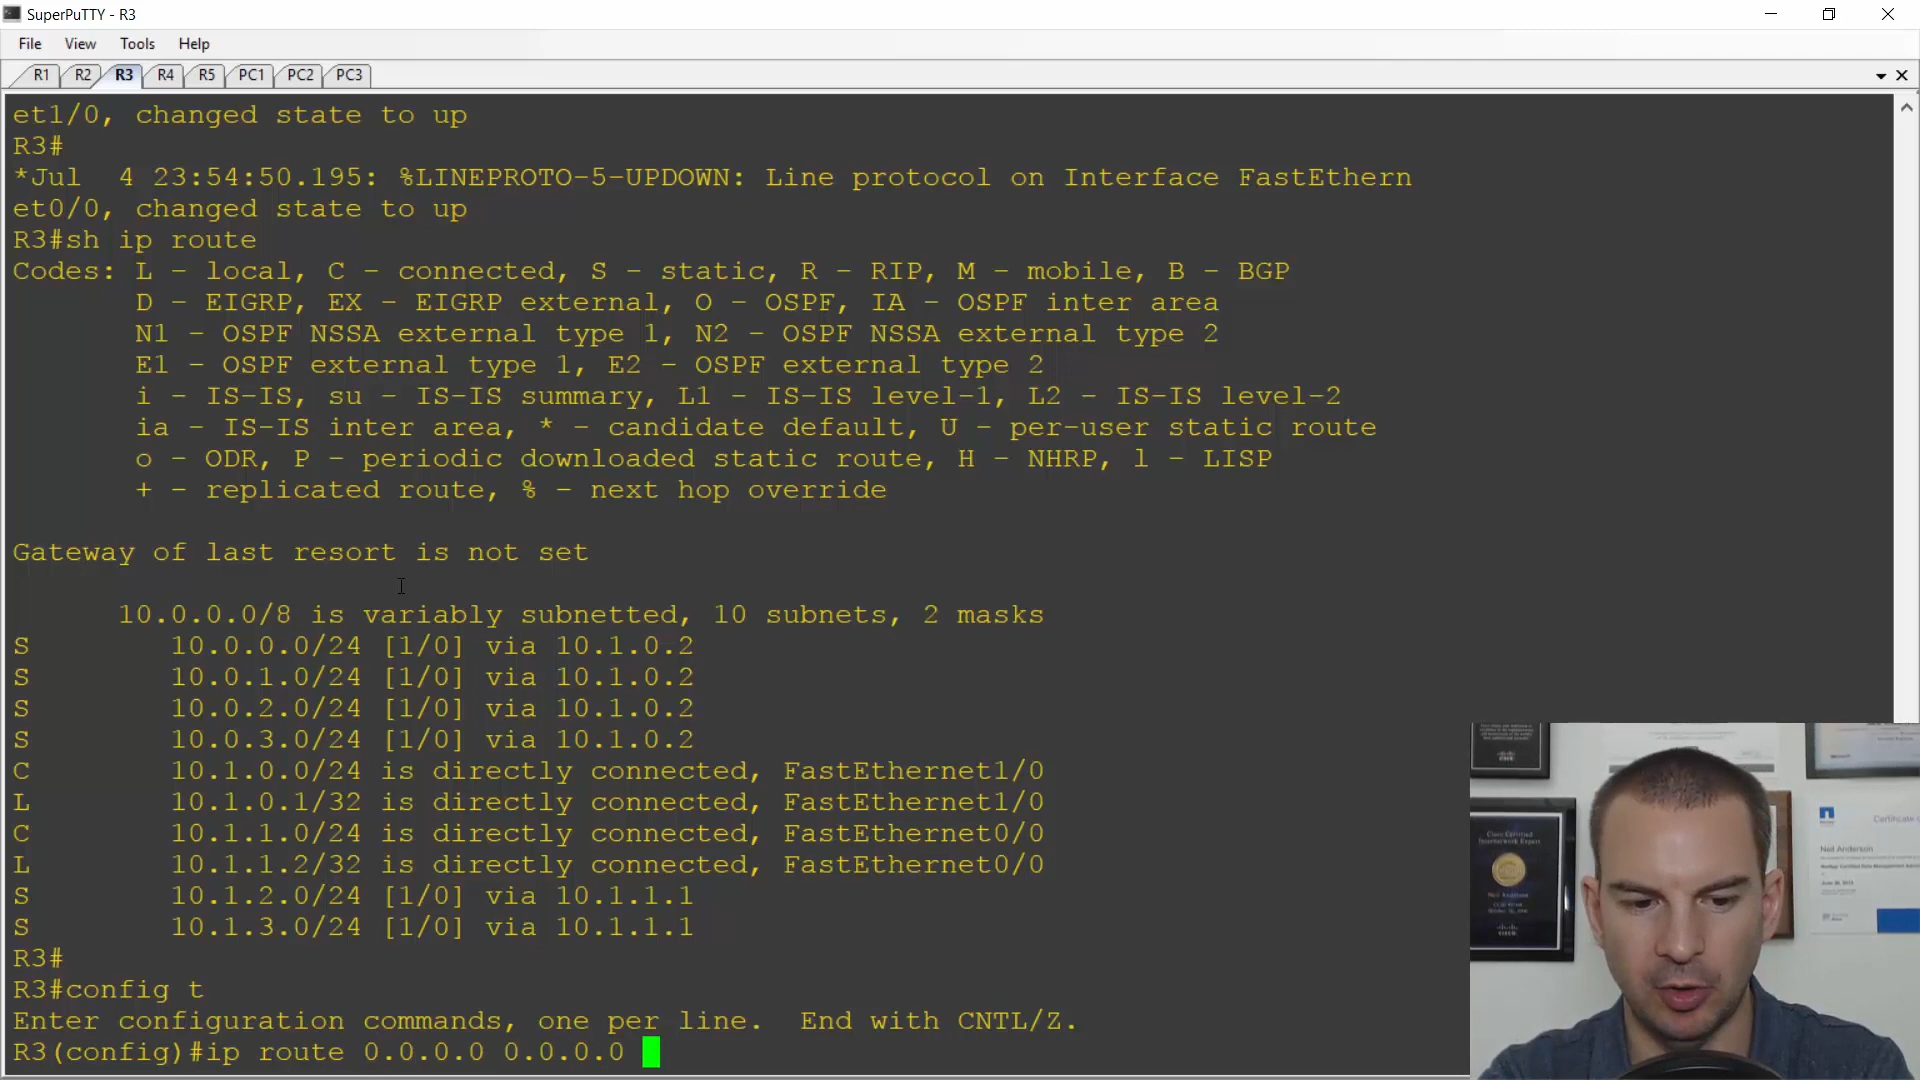 SuperPuTTY - R3
File View Tools Help
R1 R2 R3 R4 R5 PC1 PC2 PC3
et1/0, changed state to up
R3#
*Jul  4 23:54:50.195: %LINEPROTO-5-UPDOWN: Line protocol on Interface FastEthern
et0/0, changed state to up
R3#sh ip route
Codes: L - local, C - connected, S - static, R - RIP, M - mobile, B - BGP
D - EIGRP, EX - EIGRP external, O - OSPF, IA - OSPF inter area
N1 - OSPF NSSA external type 1, N2 - OSPF NSSA external type 2
E1 - OSPF external type 1, E2 - OSPF external type 2
i - IS-IS, su - IS-IS summary, L1 - IS-IS level-1, L2 - IS-IS level-2
ia - IS-IS inter area, * - candidate default, U - per-user static route
o - ODR, P - periodic downloaded static route, H - NHRP, l - LISP
+ - replicated route, % - next hop override
Gateway of last resort is not set
10.0.0.0/8 is variably subnetted, 10 subnets, 2 masks
S 10.0.0.0/24 [1/0] via 10.1.0.2
S 10.0.1.0/24 [1/0] via 10.1.0.2
S 10.0.2.0/24 [1/0] via 10.1.0.2
S 10.0.3.0/24 [1/0] via 10.1.0.2
C 10.1.0.0/24 is directly connected, FastEthernet1/0
L 10.1.0.1/32 is directly connected, FastEthernet1/0
C 10.1.1.0/24 is directly connected, FastEthernet0/0
L 10.1.1.2/32 is directly connected, FastEthernet0/0
S 10.1.2.0/24 [1/0] via 10.1.1.1
S 10.1.3.0/24 [1/0] via 10.1.1.1
R3#
R3#config t
Enter configuration commands, one per line.  End with CNTL/Z.
R3(config)#ip route 0.0.0.0 0.0.0.0
Neil Anderson